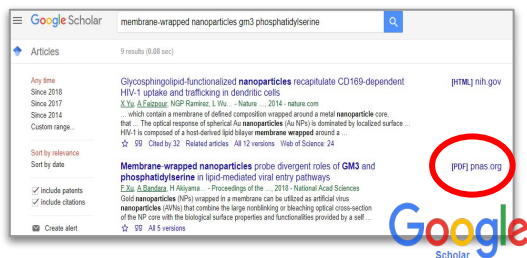 Google Scholar
membrane-wrapped nanoparticles gm3 phosphatidylserine
Articles
9 results (0.08 sec)
Any time
Since 2018
Since 2017
Since 2014
Custom range...
Sort by relevance
Sort by date
include patents
include citations
Create alert
Glycosphingolipid-functionalized nanoparticles recapitulate CD169-dependent
HIV-1 uptake and trafficking in dendritic cells
X Yu, A Feizpour, NGP Ramirez, L Wu... - Nature ..., 2014 - nature.com
... which contain a membrane of defined composition wrapped around a metal nanoparticle core,
that ... The optical response of spherical Au nanoparticles (Au NPs) is dominated by localized surface ...
HIV-1 is composed of a host-derived lipid bilayer membrane wrapped around a ...
Cited by 32 Related articles All 12 versions Web of Science: 24
[HTML] nih.gov
Membrane-wrapped nanoparticles probe divergent roles of GM3 and
phosphatidylserine in lipid-mediated viral entry pathways
F Xu, A Bandara, H Akiyama... - Proceedings of the ..., 2018 - National Acad Sciences
Gold nanoparticles (NPs) wrapped in a membrane can be utilized as artificial virus
nanoparticles (AVNs) that combine the large nonblinking or bleaching optical cross-section
of the NP core with the biological surface properties and functionalities provided by a self ...
All 5 versions
[PDF] pnas.org
Google
Scholar